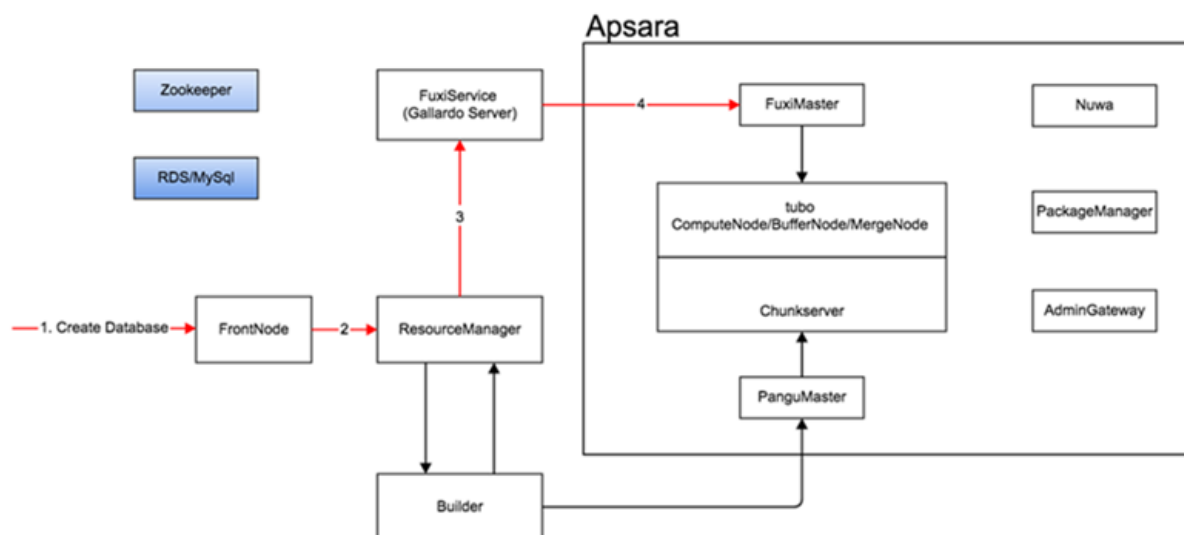 Apsara
Zookeeper
FuxiService
(Gallardo Server)
4
FuxiMaster
Nuwa
RDS/MySql
3
tubo
ComputeNode/BufferNode/MergeNode
PackageManager
1. Create Database
FrontNode
2
ResourceManager
Chunkserver
AdminGateway
PanguMaster
Builder